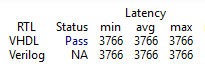 Latency
RTL Status min avg max
VHDL Pass 3766 3766 3766
Verilog NA 3766 3766 3766